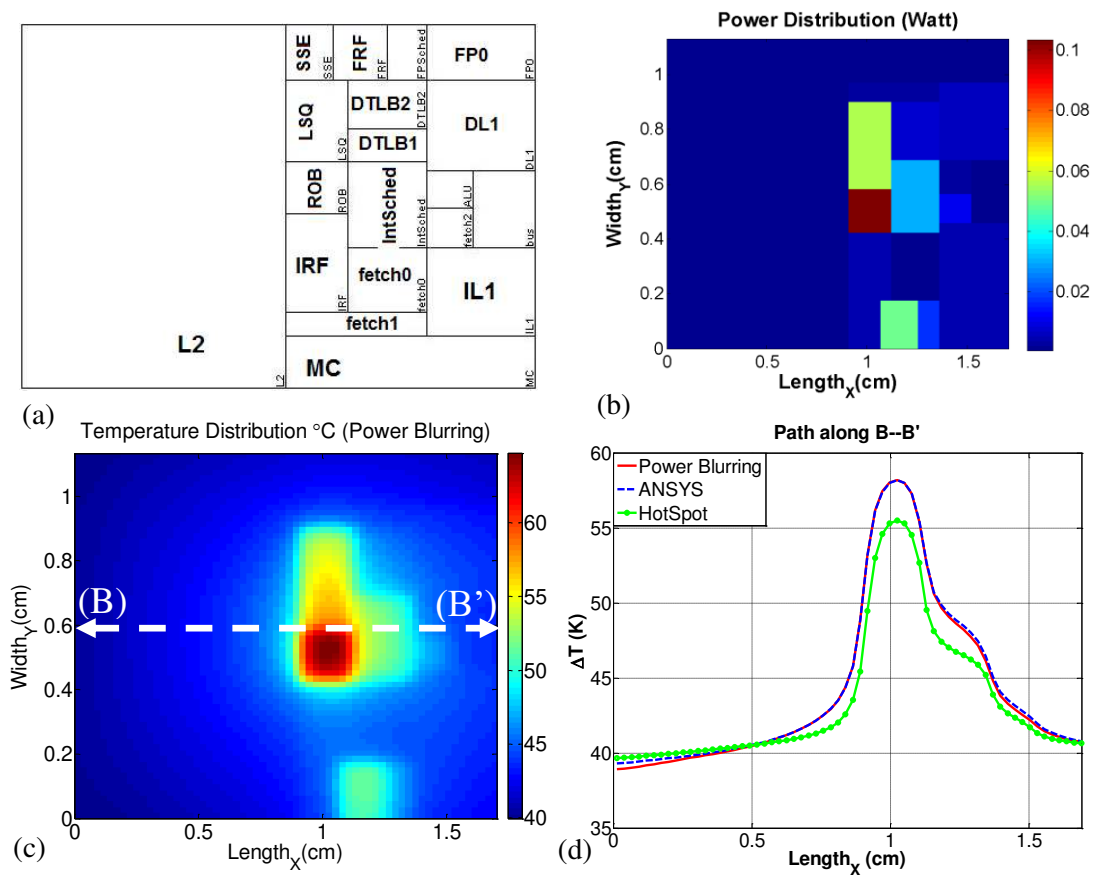 SSE
SSE
FRF
FRF
FPSched
FP0
FP0
LSQ
LSQ
DTLB2
DTLB2
DTLB1
DL1
DL1
ROB
ROB
IntSched
IntSched
ALU
fetch2
bus
IRF
IRF
fetch0
fetch0
IL1
IL1
fetch1
L2
L2
MC
MC
(a)
Power Distribution (Watt)
Width_Y(cm)
1
0.8
0.6
0.4
0.2
0
0
0.5
1
1.5
Length_X(cm)
0.1
0.08
0.06
0.04
0.02
(b)
Temperature Distribution °C (Power Blurring)
Width_Y(cm)
1
0.8
0.6
0.4
0.2
0
0
0.5
1
1.5
Length_X(cm)
(B)
(B’)
60
55
50
45
40
(c)
Path along B--B'
Power Blurring
ANSYS
HotSpot
ΔT (K)
60
55
50
45
40
35
0
0.5
1
1.5
Length_X (cm)
(d)